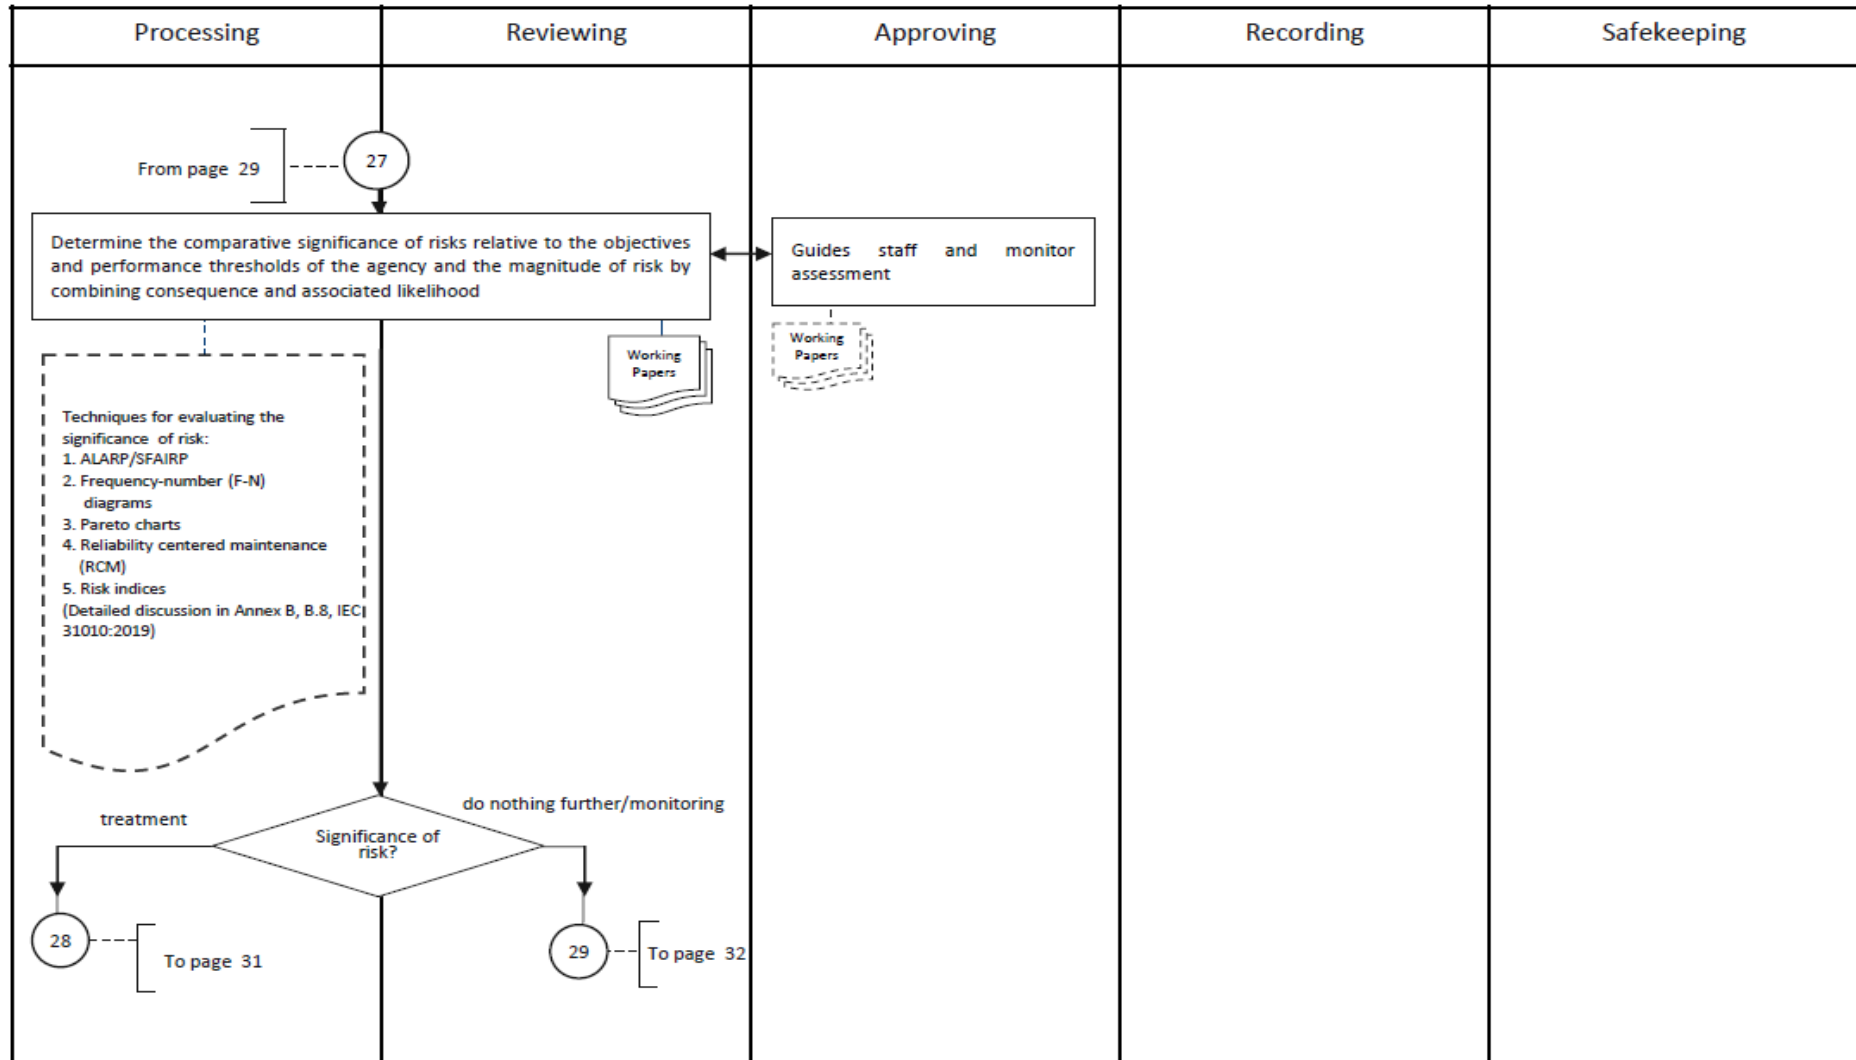 Processing
Reviewing
Approving
Recording
Safekeeping
From page 29
27
Determine the comparative significance of risks relative to the objectives
and performance thresholds of the agency and the magnitude of risk by
combining consequence and associated likelihood
Guides staff and monitor
assessment
Working
Papers
Working
Papers
Techniques for evaluating the
significance of risk:
1. ALARP/SFAIRP
2. Frequency-number (F-N)
diagrams
3. Pareto charts
4. Reliability centered maintenance
(RCM)
5. Risk indices
(Detailed discussion in Annex B, B.8, IEC
31010:2019)
treatment
do nothing further/monitoring
Significance of
risk?
28
To page 31
29
To page 32